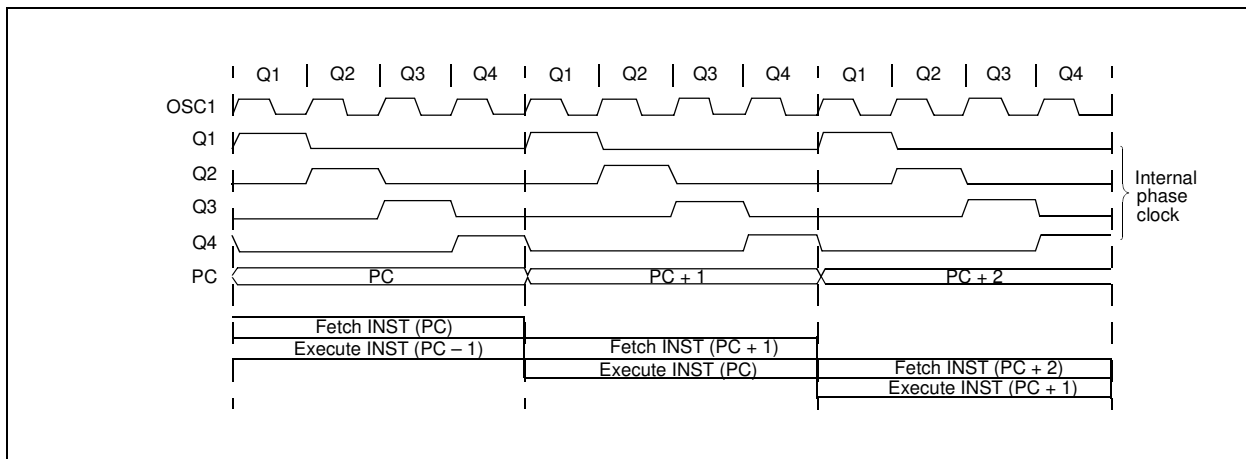 Q1 Q2 Q3 Q4 Q1 Q2 Q3 Q4 Q1 Q2 Q3 Q4
OSC1
Q1
Q2
Q3
Q4
Internal
phase
clock
PC PC PC + 1 PC + 2
Fetch INST (PC)
Execute INST (PC – 1) Fetch INST (PC + 1)
Execute INST (PC) Fetch INST (PC + 2)
Execute INST (PC + 1)